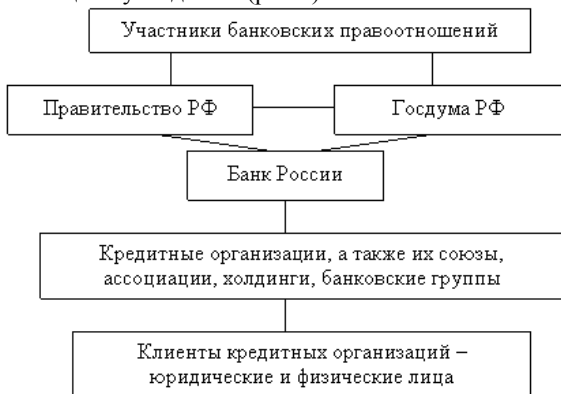 Участники банковских правоотношений
Правительство РФ
Госдума РФ
Банк России
Кредитные организации, а также их союзы,
ассоциации, холдинги, банковские группы
Клиенты кредитных организаций –
юридические и физические лица